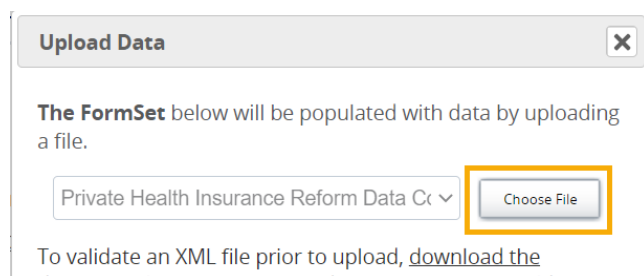 Upload Data
The FormSet below will be populated with data by uploading
a file.
Private Health Insurance Reform Data Co
Choose File
To validate an XML file prior to upload, download the